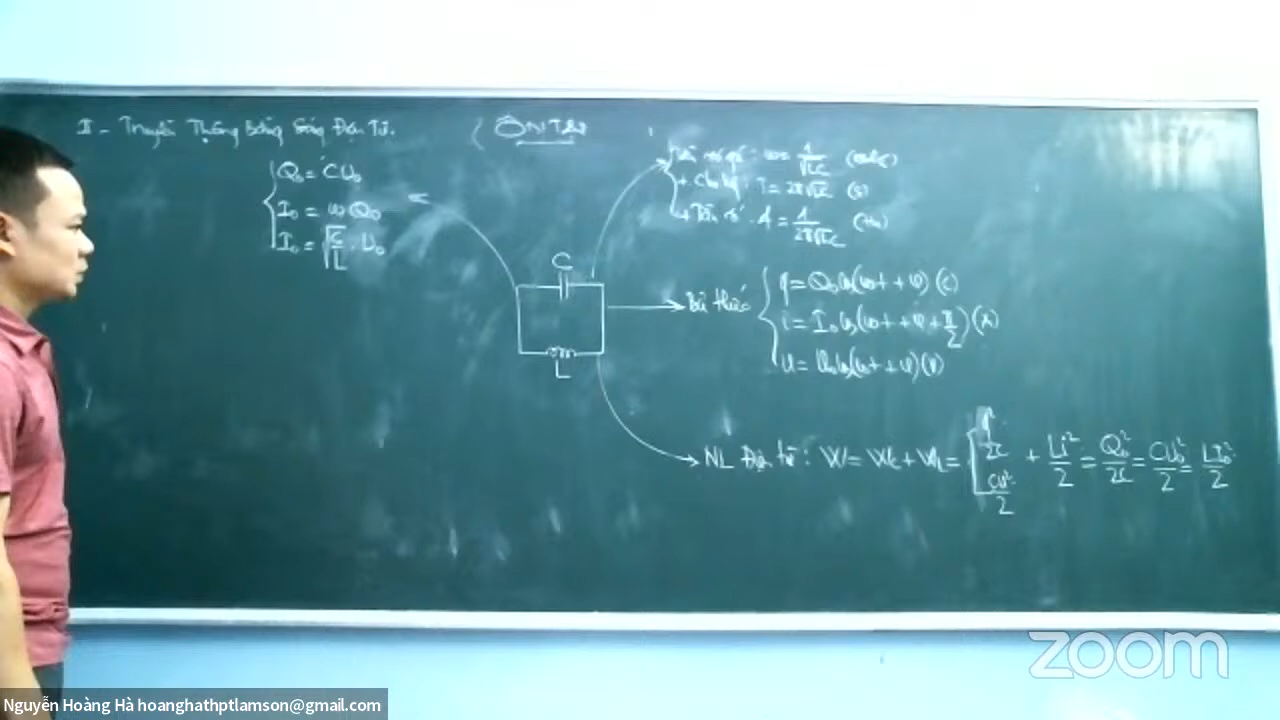 II - Truyền Thông Bằng Sóng Điện Từ.
(ÔN TẬP
Q₀ = CU₀
I₀ = ωQ₀
I₀ = √(C/L) . U₀
C
L
+ Tần số góc : ω = 1/√LC (rad/s)
+ Chu kỳ : T = 2π√LC (s)
+ Tần số : f = 1/2π√LC (Hz)
Biểu thức
q = Q₀cos(ωt + φ) (C)
i = I₀cos(ωt + φ + π/2) (A)
u = U₀cos(ωt + φ) (V)
NL Điện từ : W = W_C + W_L = { q²/2C ; Cu²/2 } + Li²/2 = Q₀²/2C = CU₀²/2 = LI₀²/2
zoom
Nguyễn Hoàng Hà hoanghathptlamson@gmail.com